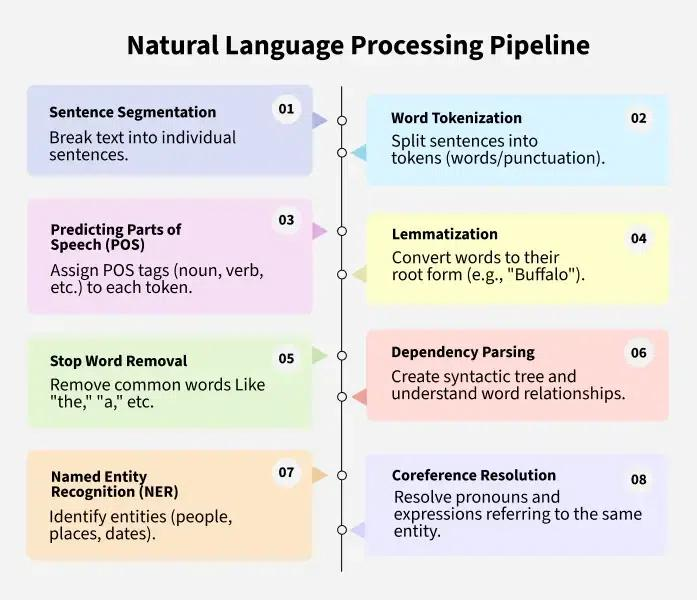 Natural Language Processing Pipeline
Sentence Segmentation
01
Break text into individual
sentences.
Word Tokenization
02
Split sentences into
tokens (words/punctuation).
Predicting Parts of
Speech (POS)
03
Assign POS tags (noun, verb,
etc.) to each token.
Lemmatization
04
Convert words to their
root form (e.g., "Buffalo").
Stop Word Removal
05
Remove common words Like
"the," "a," etc.
Dependency Parsing
06
Create syntactic tree and
understand word relationships.
Named Entity
Recognition (NER)
07
Identify entities (people,
places, dates).
Coreference Resolution
08
Resolve pronouns and
expressions referring to the same
entity.